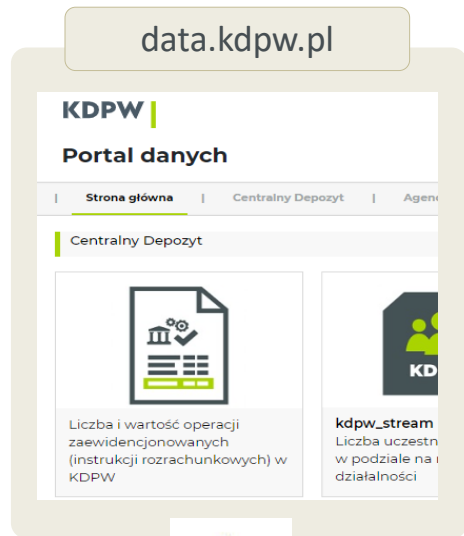 data.kdpw.pl
KDPW
Portal danych
| Strona główna | Centralny Depozyt |
Centralny Depozyt
Liczba i wartość operacji
zaewidencjonowanych
(instrukcji rozrachunkowych) w
KDPW
kdpw_stream
Liczba
w podziale na
działalności